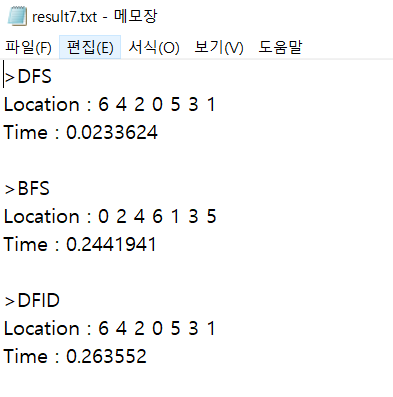 result7.txt - 메모장
파일(F) 편집(E) 서식(O) 보기(V) 도움말
>DFS
Location : 6 4 2 0 5 3 1
Time : 0.0233624
>BFS
Location : 0 2 4 6 1 3 5
Time : 0.2441941
>DFID
Location : 6 4 2 0 5 3 1
Time : 0.263552